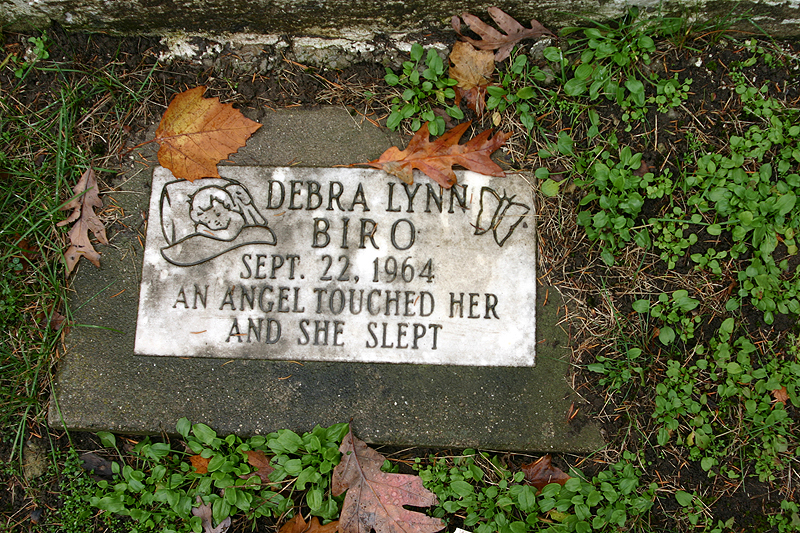 DEBRA LYNN
BIRO
SEPT. 22, 1964
AN ANGEL TOUCHED HER
AND SHE SLEPT